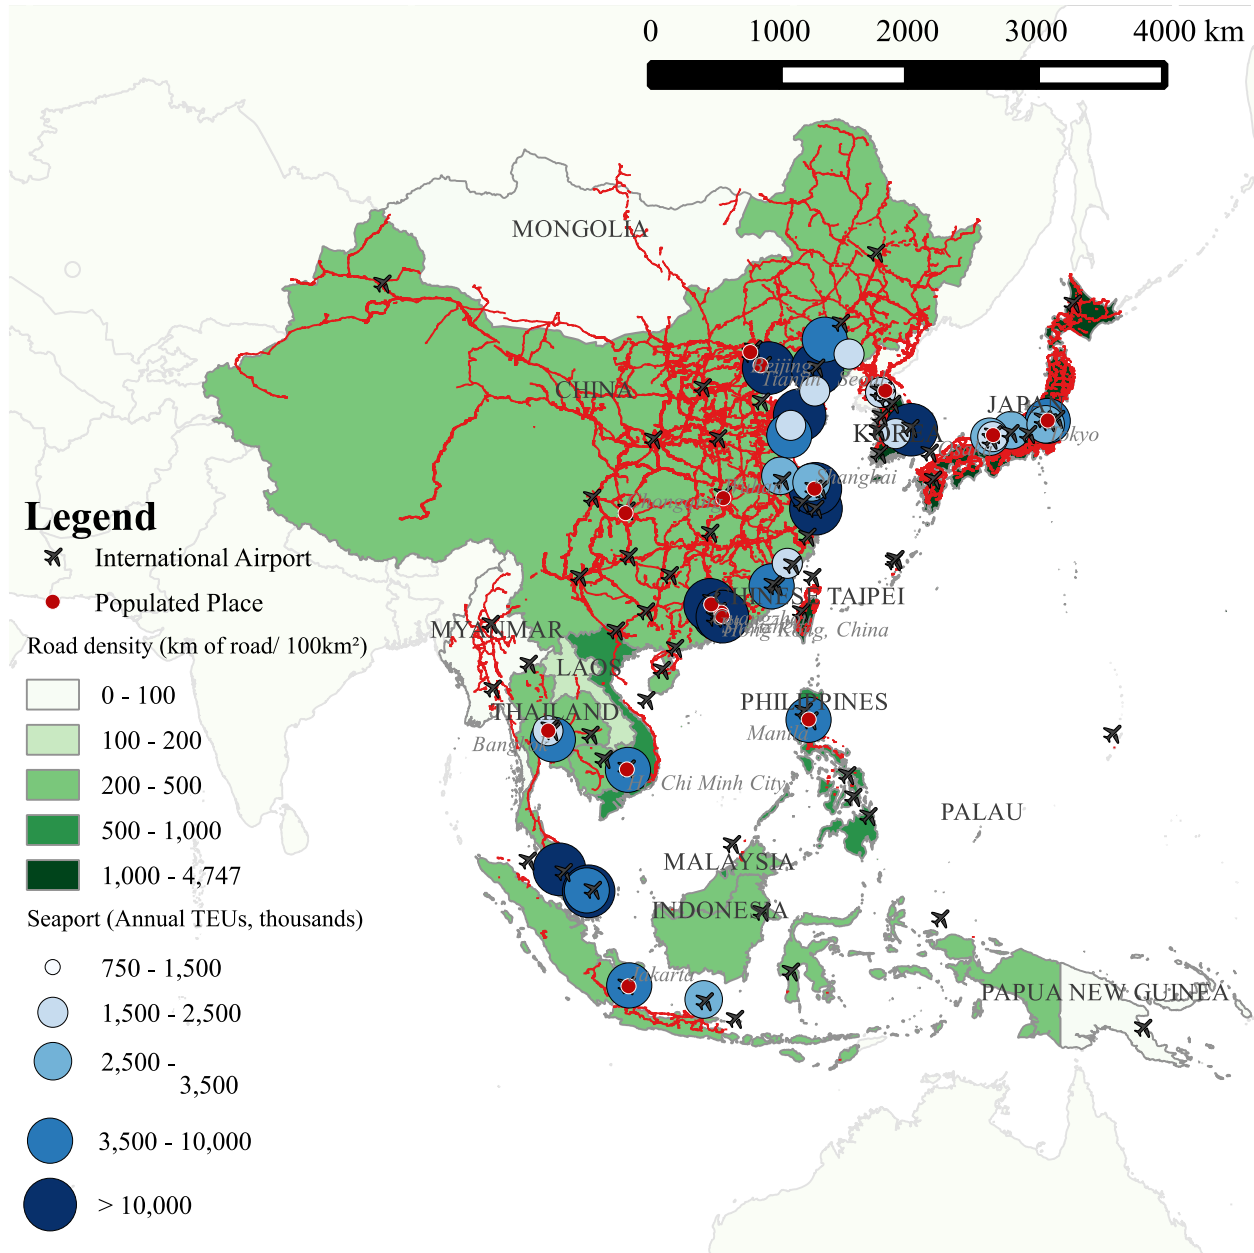 0 1000 2000 3000 4000 km
MONGOLIA
Beijing
Tianjin
Seoul
CHINA
JAPAN
KOREA
Tokyo
Shanghai
Chongqing
CHINESE TAIPEI
Guangzhou
Hong Kong, China
MYANMAR
LAOS
PHILIPPINES
THAILAND
Manila
Bangkok
Ho Chi Minh City
PALAU
MALAYSIA
INDONESIA
Jakarta
PAPUA NEW GUINEA
Legend
International Airport
Populated Place
Road density (km of road/ 100km²)
0 - 100
100 - 200
200 - 500
500 - 1,000
1,000 - 4,747
Seaport (Annual TEUs, thousands)
750 - 1,500
1,500 - 2,500
2,500 -
3,500
3,500 - 10,000
> 10,000